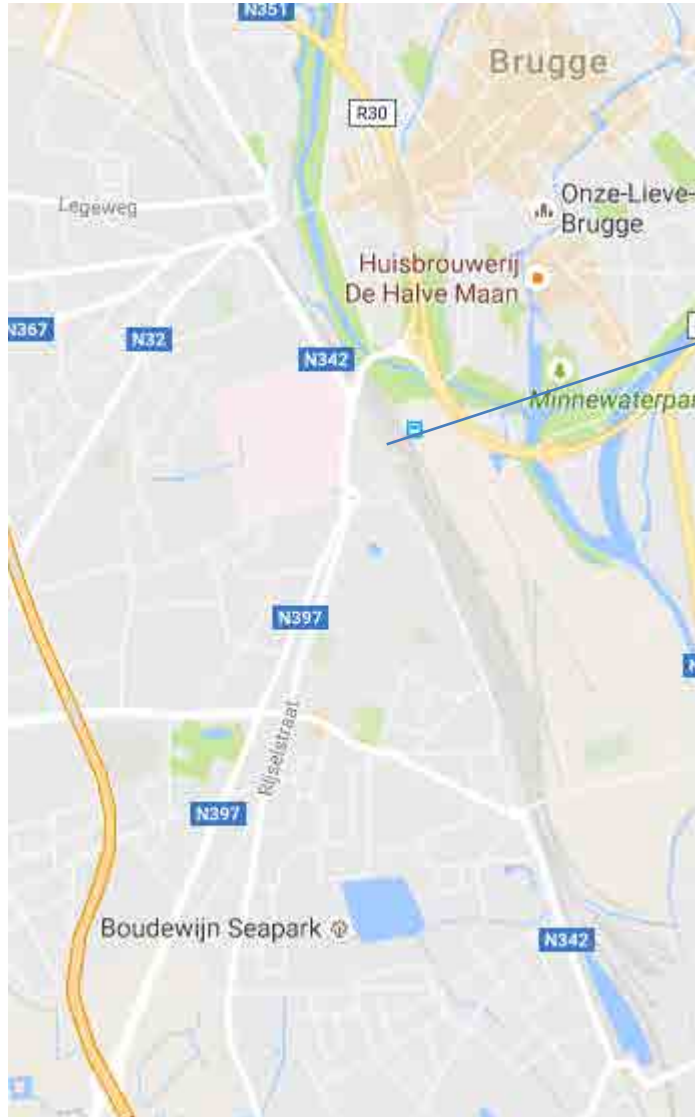 N351
Brugge
R30
Legeweg
Onze-Lieve-
Brugge
Huisbrouwerij
De Halve Maan
N367
N32
N342
Minnewaterpar
N397
Rijselstraat
N397
Boudewijn Seapark
N342